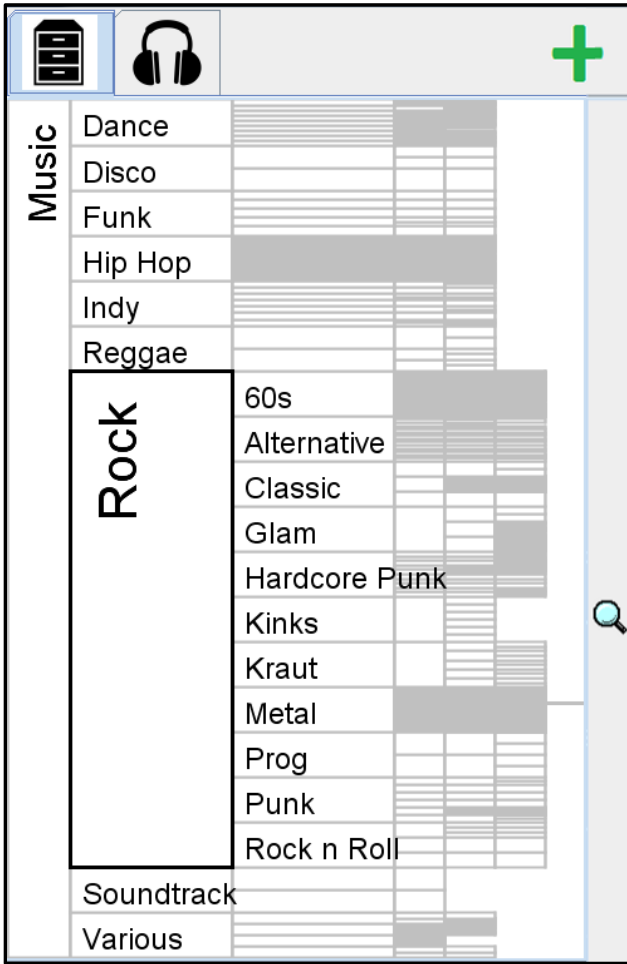 Music
Dance
Disco
Funk
Hip Hop
Indy
Reggae
Rock
60s
Alternative
Classic
Glam
Hardcore Punk
Kinks
Kraut
Metal
Prog
Punk
Rock n Roll
Soundtrack
Various